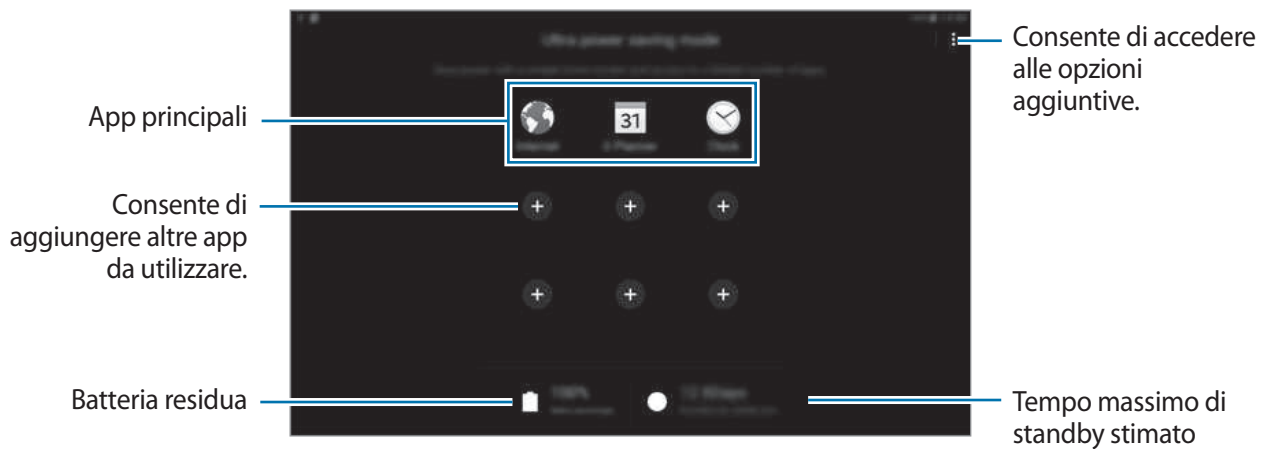 Ultra power saving mode
Consente di accedere
alle opzioni
aggiuntive.
App principali
31
Internet
S Planner
Clock
Consente di
aggiungere altre app
da utilizzare.
Batteria residua
100%
Tempo massimo di
standby stimato